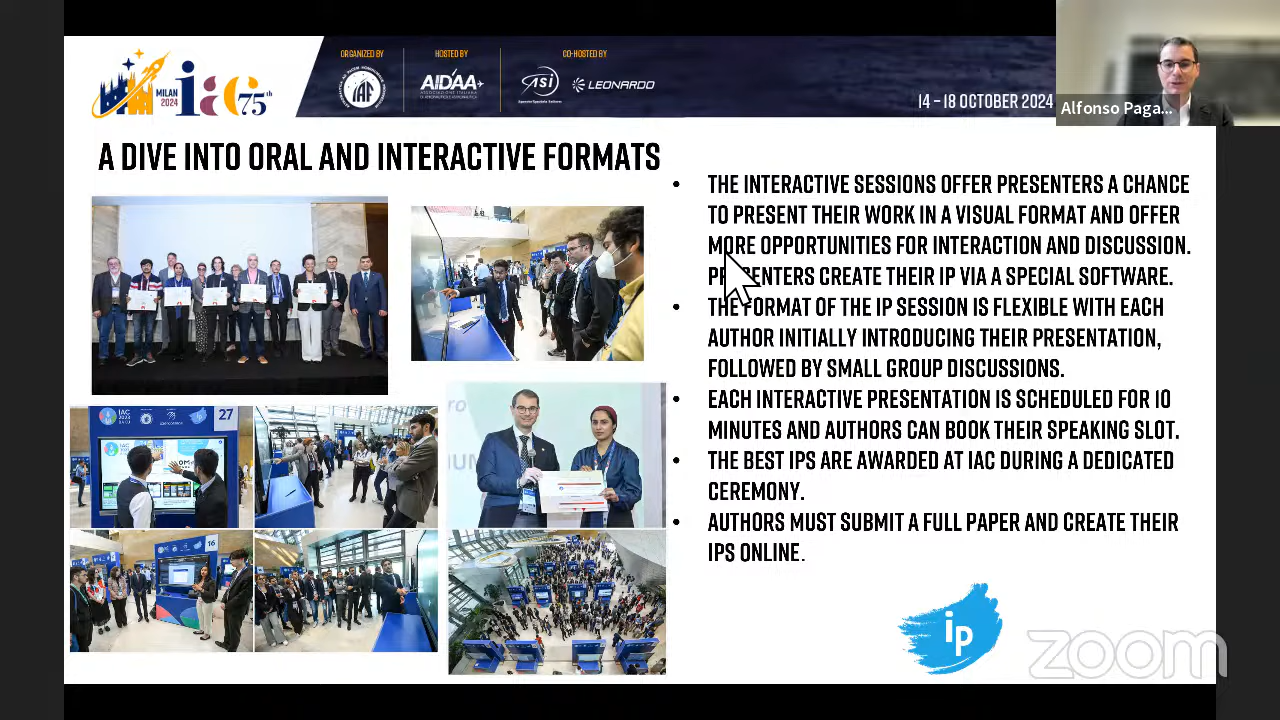 MILAN
2024
iac
75th
ORGANIZED BY
IAF
HOSTED BY
AIDAA
CO-HOSTED BY
asi
LEONARDO
14 – 18 OCTOBER 2024
Alfonso Paga...
A DIVE INTO ORAL AND INTERACTIVE FORMATS
• THE INTERACTIVE SESSIONS OFFER PRESENTERS A CHANCE
TO PRESENT THEIR WORK IN A VISUAL FORMAT AND OFFER
MORE OPPORTUNITIES FOR INTERACTION AND DISCUSSION.
PRESENTERS CREATE THEIR IP VIA A SPECIAL SOFTWARE.
• THE FORMAT OF THE IP SESSION IS FLEXIBLE WITH EACH
AUTHOR INITIALLY INTRODUCING THEIR PRESENTATION,
FOLLOWED BY SMALL GROUP DISCUSSIONS.
• EACH INTERACTIVE PRESENTATION IS SCHEDULED FOR 10
MINUTES AND AUTHORS CAN BOOK THEIR SPEAKING SLOT.
• THE BEST IPS ARE AWARDED AT IAC DURING A DEDICATED
CEREMONY.
• AUTHORS MUST SUBMIT A FULL PAPER AND CREATE THEIR
IPS ONLINE.
27
16
ip
zoom